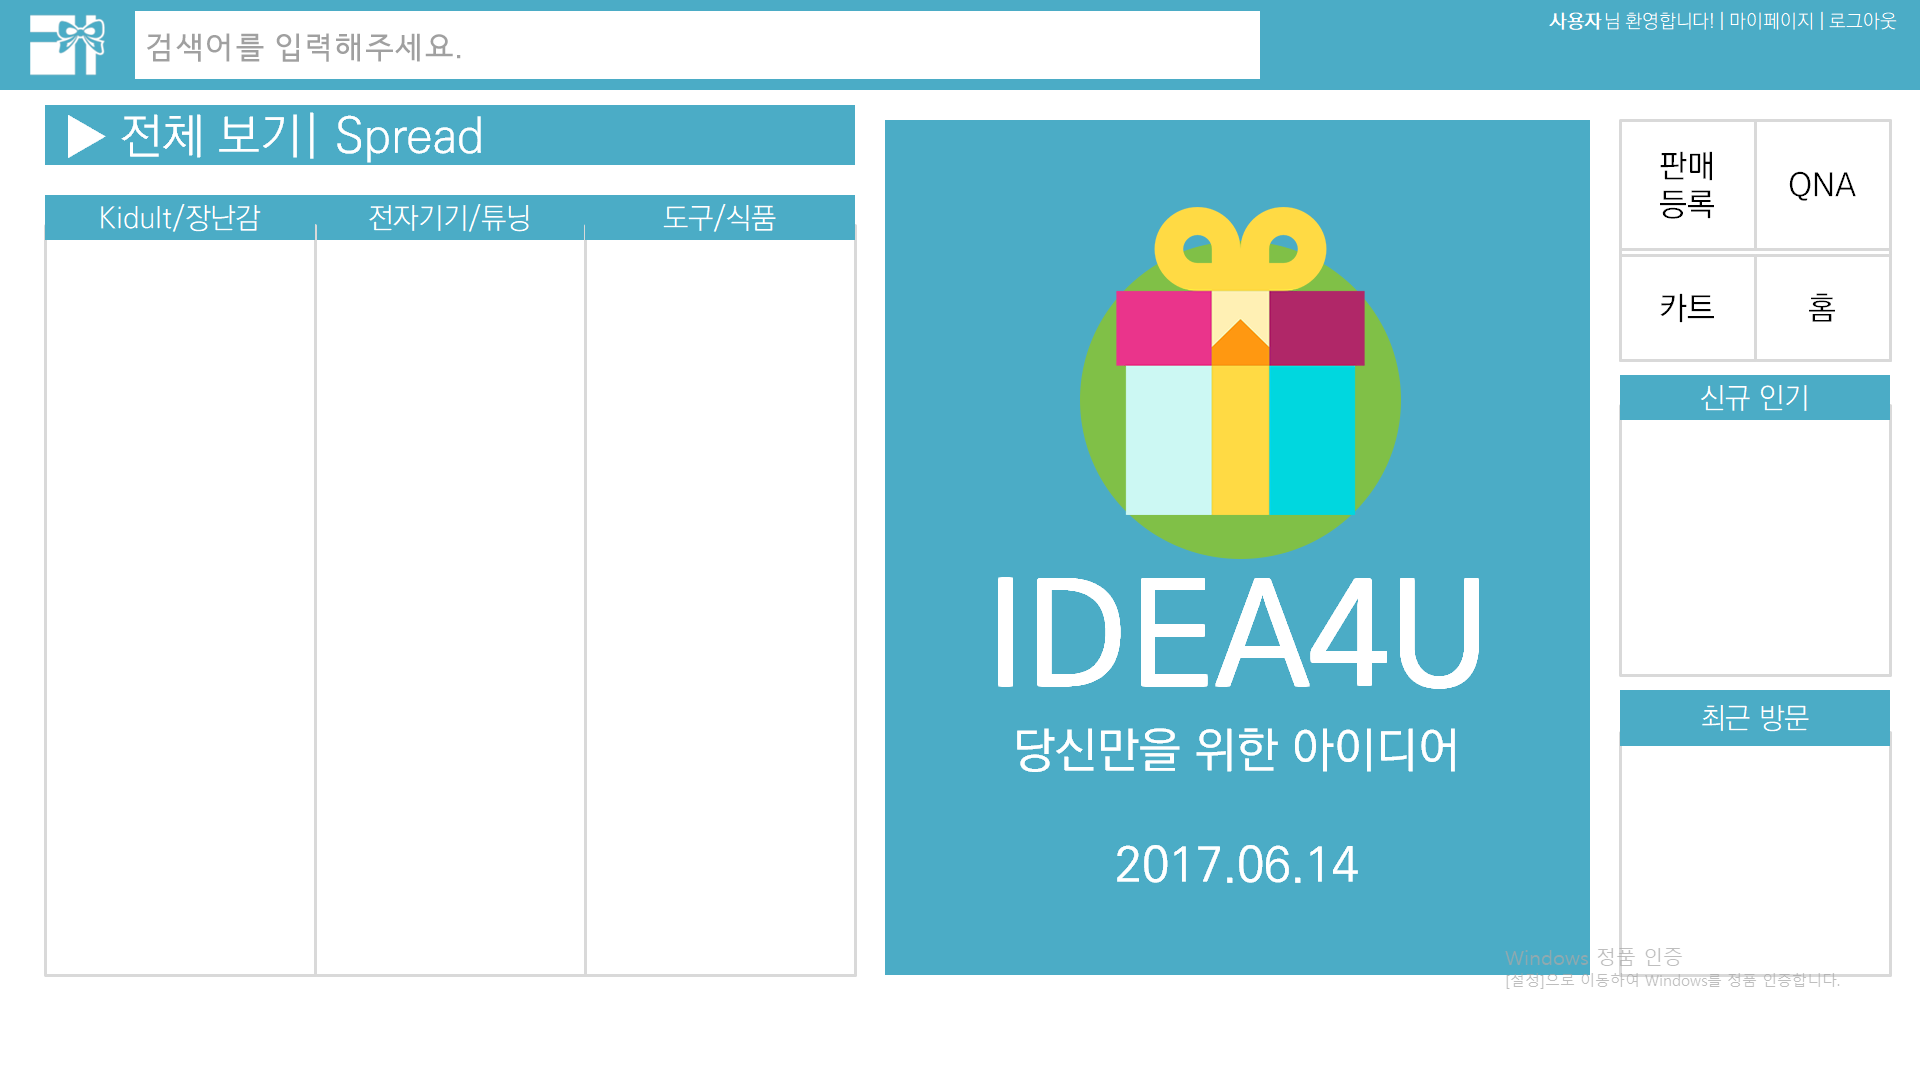 검색어를 입력해주세요.
사용자님 환영합니다! | 마이페이지 | 로그아웃
▶ 전체 보기| Spread
Kidult/장난감
전자기기/튜닝
도구/식품
IDEA4U
당신만을 위한 아이디어
2017.06.14
판매
등록
QNA
카트
홈
신규 인기
최근 방문
Windows 정품 인증
[설정]으로 이동하여 Windows를 정품 인증합니다.